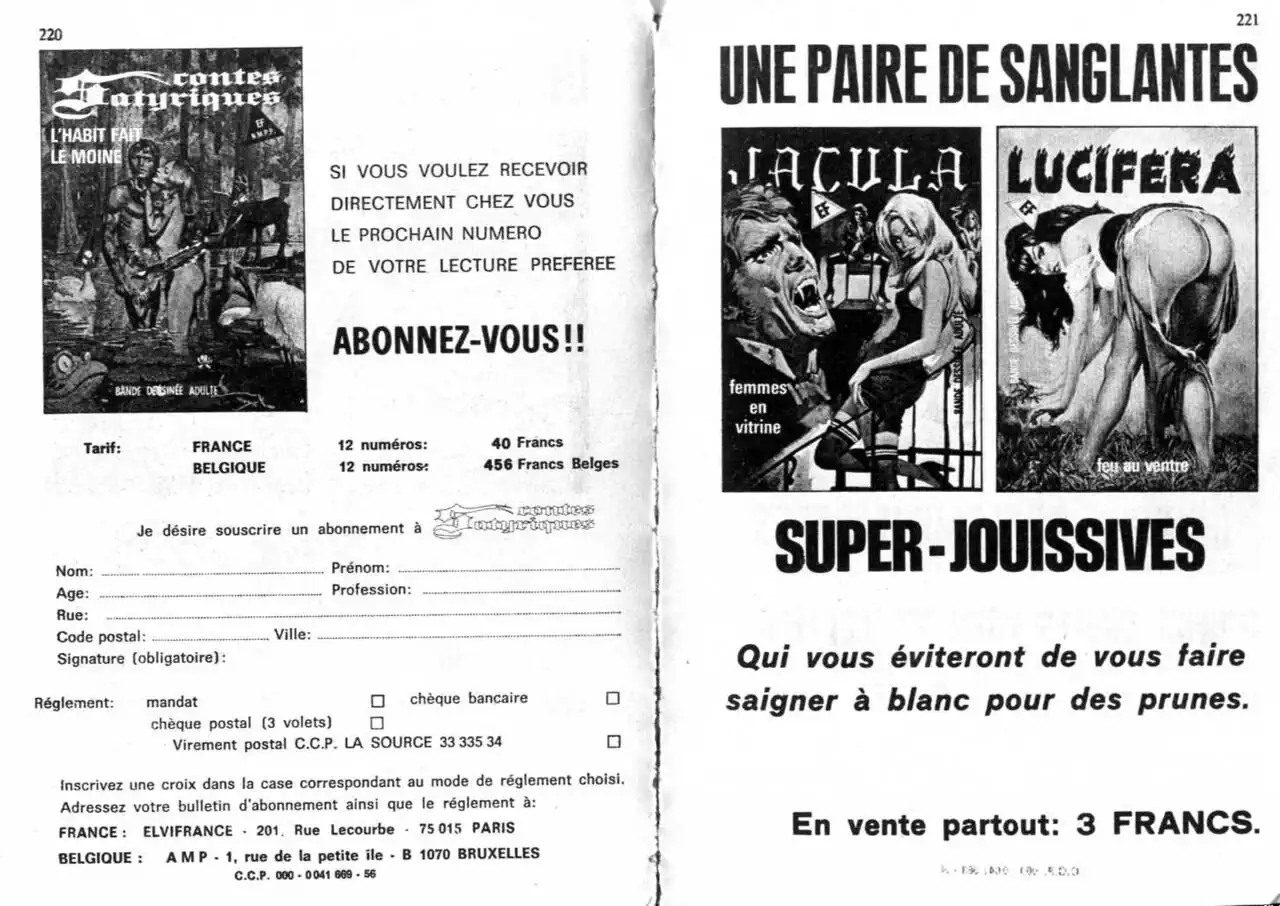 220
contes
Satyriques
L'HABIT FAIT
LE MOINE
EF
N.M.P.P.
BANDE DESSINÉE ADULTE
SI VOUS VOULEZ RECEVOIR
DIRECTEMENT CHEZ VOUS
LE PROCHAIN NUMERO
DE VOTRE LECTURE PREFEREE
ABONNEZ-VOUS!!
Tarif: FRANCE 12 numéros: 40 Francs
BELGIQUE 12 numéros: 456 Francs Belges
Je désire souscrire un abonnement à contes Satyriques
Nom: Prénom:
Age: Profession:
Rue:
Code postal: Ville:
Signature (obligatoire):
Réglement: mandat □ chèque bancaire □
chèque postal (3 volets) □
Virement postal C.C.P. LA SOURCE 33 335 34 □
Inscrivez une croix dans la case correspondant au mode de réglement choisi.
Adressez votre bulletin d'abonnement ainsi que le réglement à:
FRANCE : ELVIFRANCE - 201, Rue Lecourbe - 75 015 PARIS
BELGIQUE : A M P - 1, rue de la petite île - B 1070 BRUXELLES
C.C.P. 000 - 0041 669 - 56
221
UNE PAIRE DE SANGLANTES
JACULA
EF
femmes
en
vitrine
BANDE DESSINÉE ADULTE
LUCIFERA
EF
feu au ventre
SUPER-JOUISSIVES
Qui vous éviteront de vous faire
saigner à blanc pour des prunes.
En vente partout: 3 FRANCS.